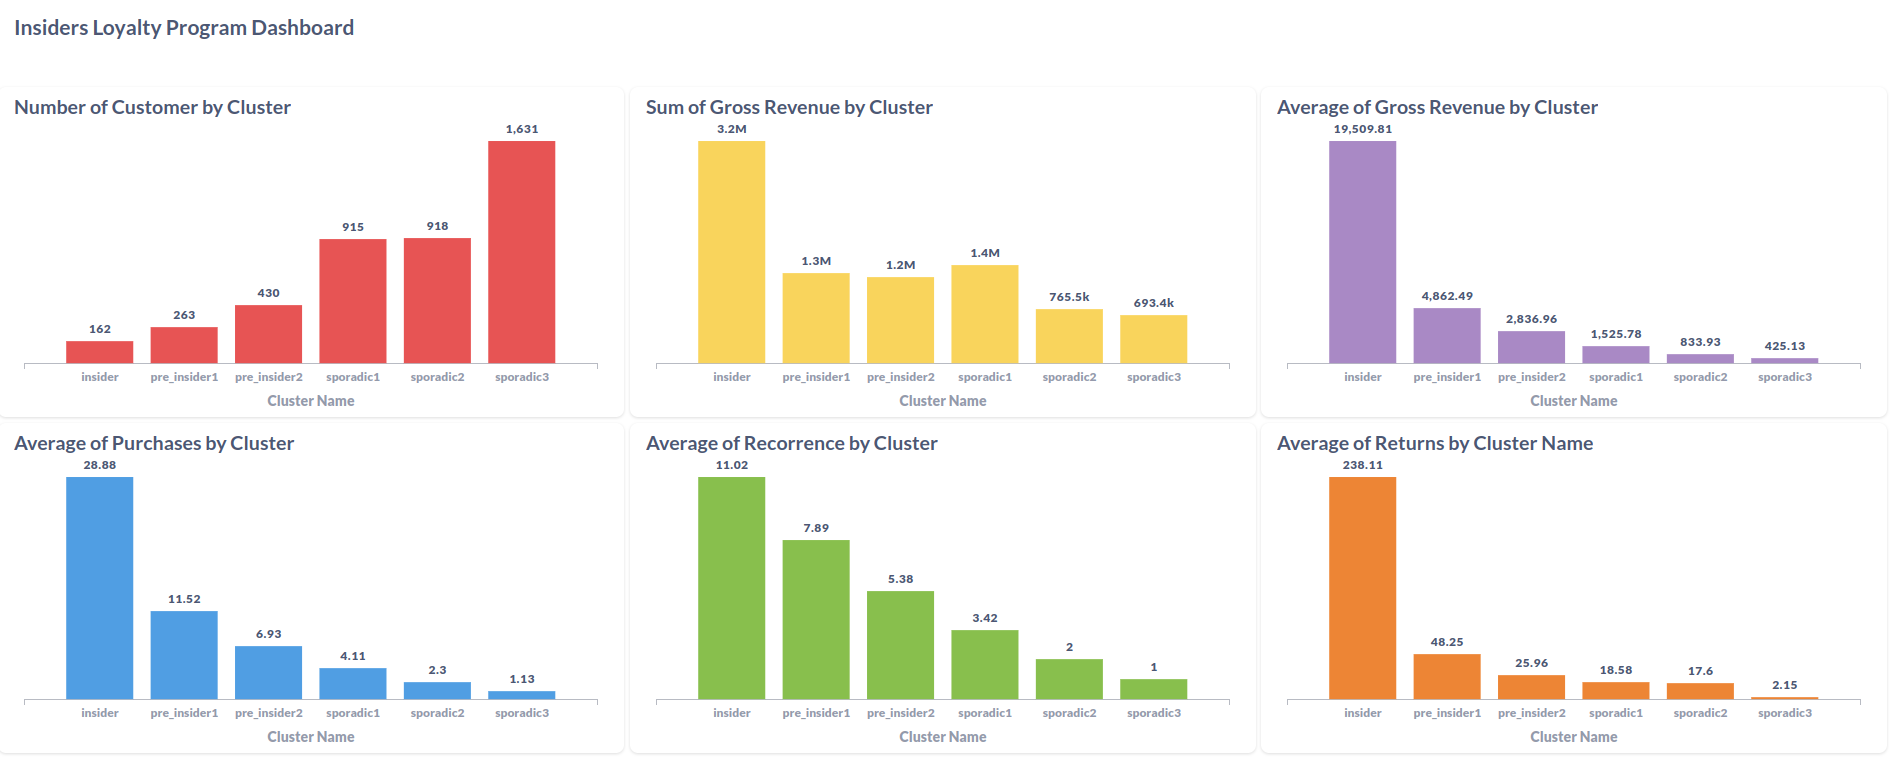 Insiders Loyalty Program Dashboard
Number of Customer by Cluster
1,631
915
918
430
263
162
insider pre_insider1 pre_insider2 sporadic1 sporadic2 sporadic3
Cluster Name
Sum of Gross Revenue by Cluster
3.2M
1.3M
1.2M
1.4M
765.5k
693.4k
insider pre_insider1 pre_insider2 sporadic1 sporadic2 sporadic3
Cluster Name
Average of Gross Revenue by Cluster
19,509.81
4,862.49
2,836.96
1,525.78
833.93
425.13
insider pre_insider1 pre_insider2 sporadic1 sporadic2 sporadic3
Cluster Name
Average of Purchases by Cluster
28.88
11.52
6.93
4.11
2.3
1.13
insider pre_insider1 pre_insider2 sporadic1 sporadic2 sporadic3
Cluster Name
Average of Recorrence by Cluster
11.02
7.89
5.38
3.42
2
1
insider pre_insider1 pre_insider2 sporadic1 sporadic2 sporadic3
Cluster Name
Average of Returns by Cluster Name
238.11
48.25
25.96
18.58
17.6
2.15
insider pre_insider1 pre_insider2 sporadic1 sporadic2 sporadic3
Cluster Name